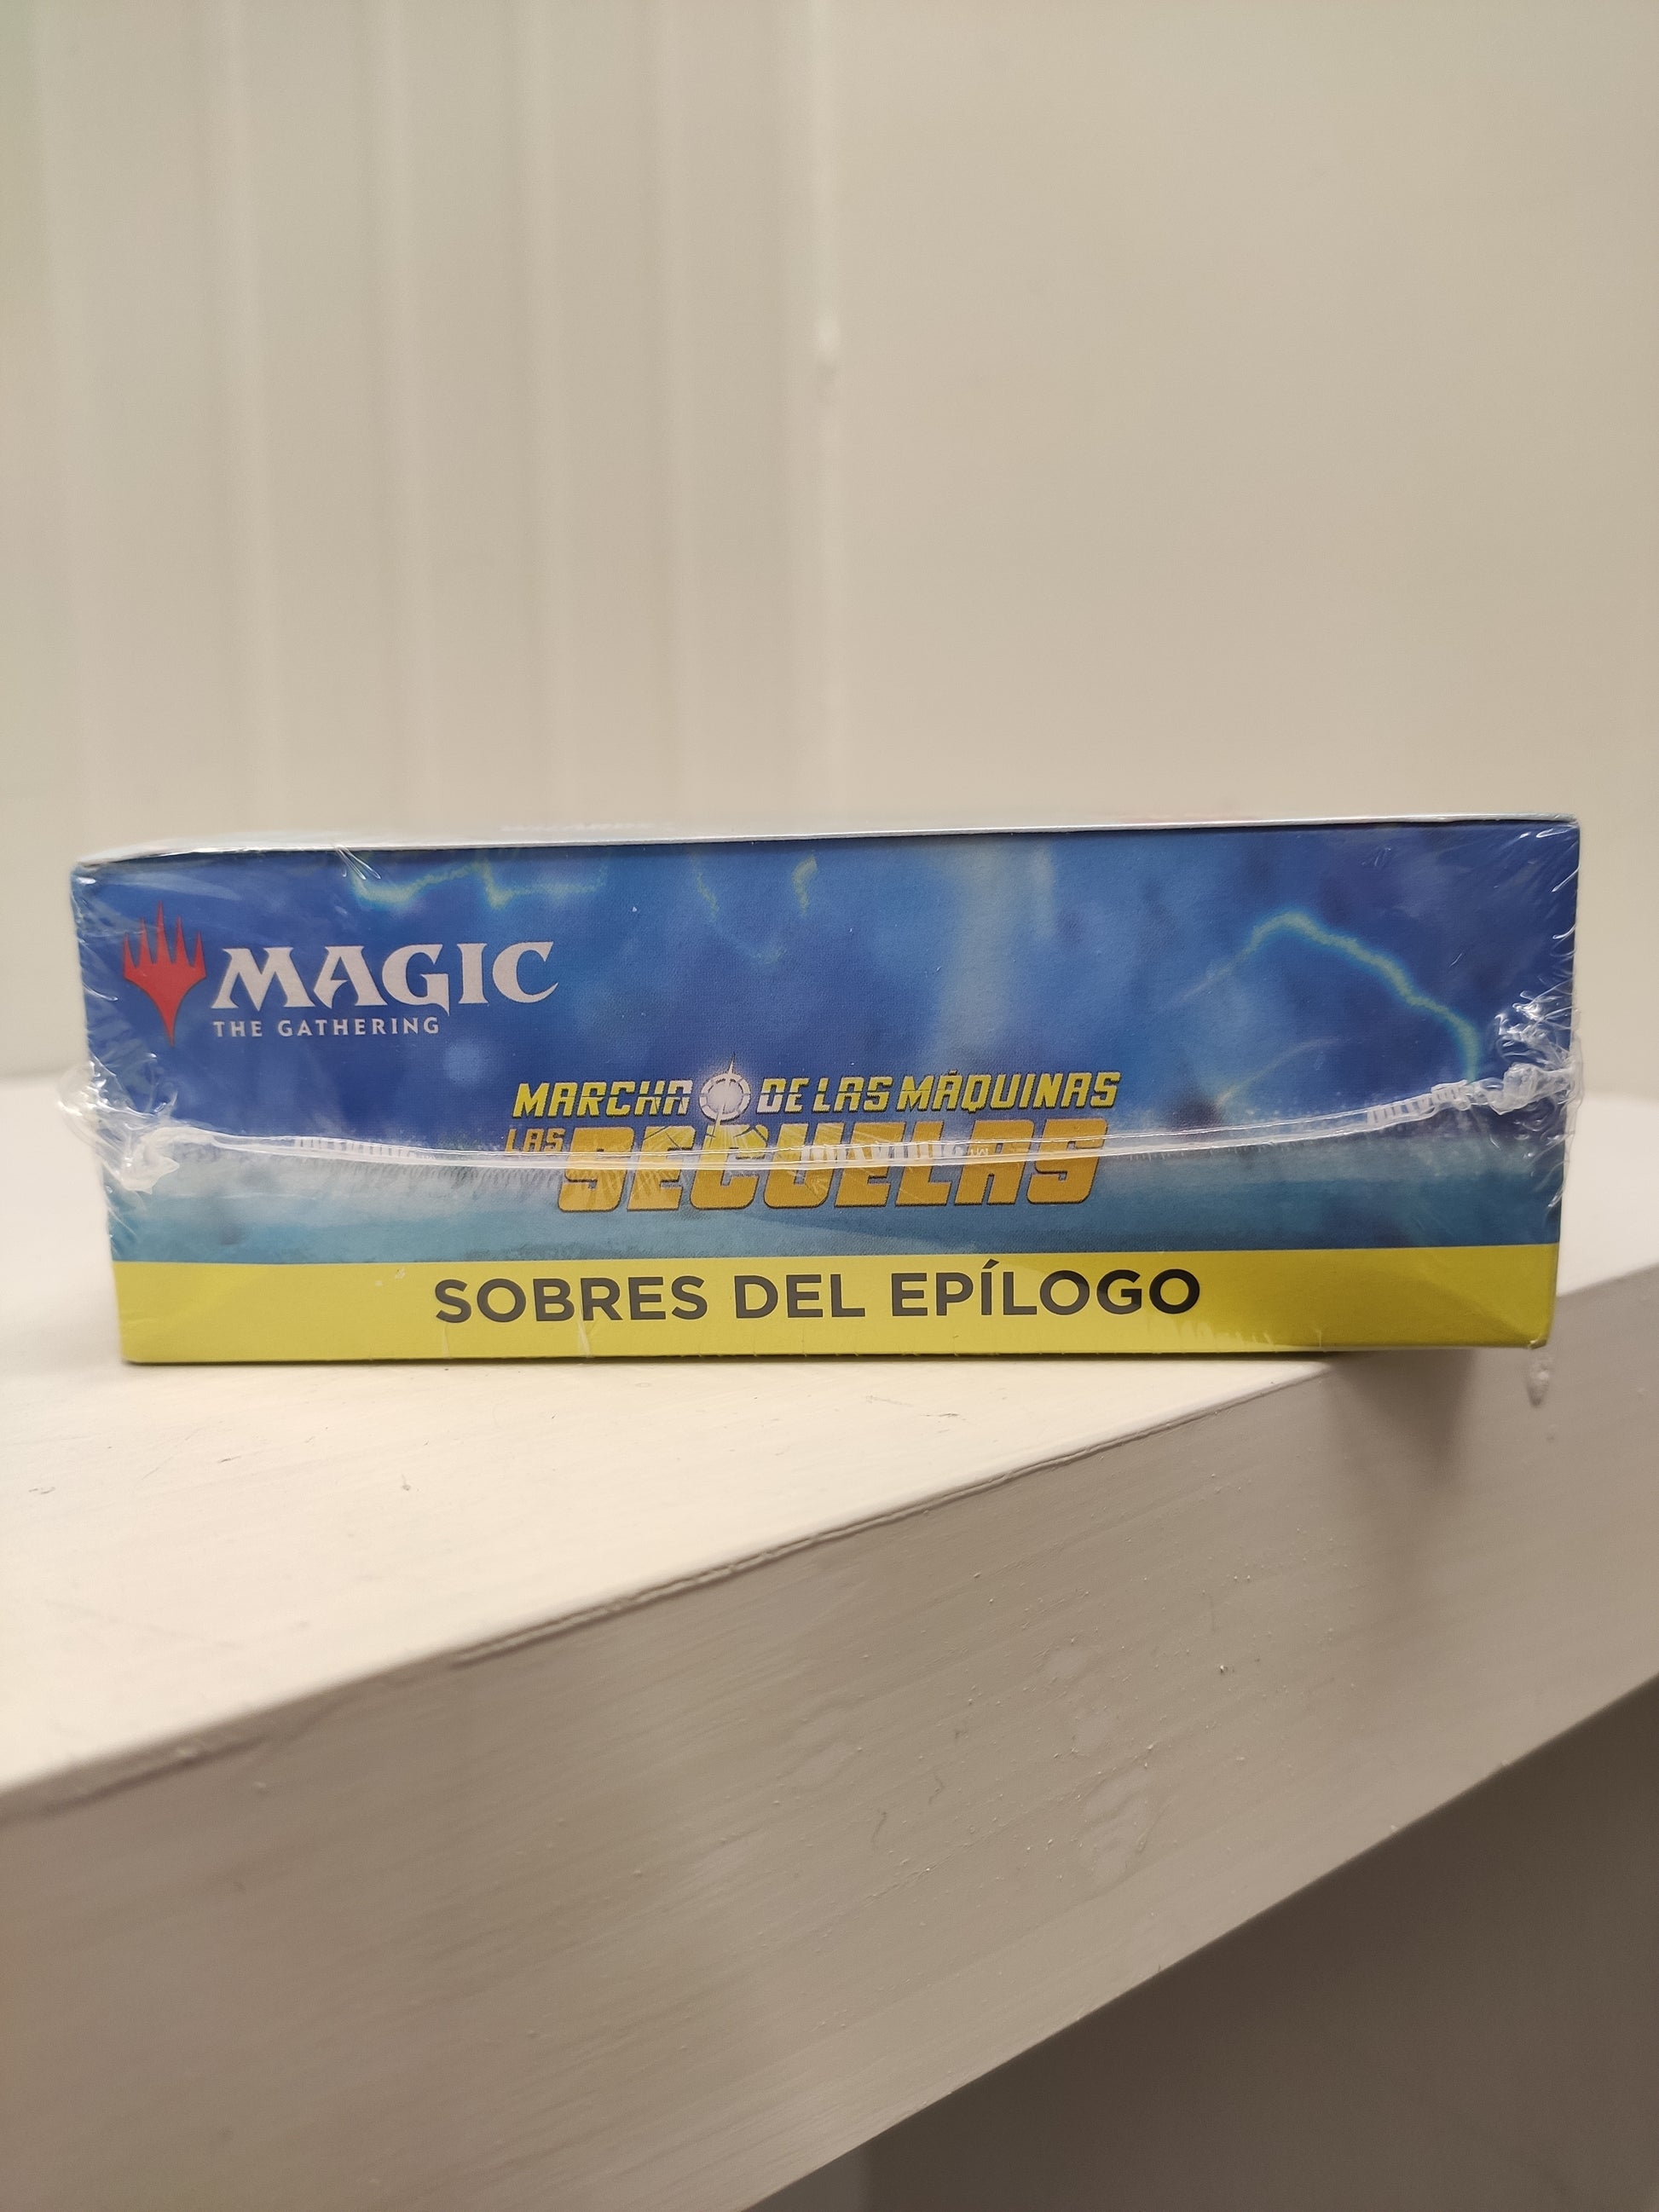 MAGIC
THE GATHERING
MARCHA DE LAS MÁQUINAS
LAS SECUELAS
SOBRES DEL EPÍLOGO